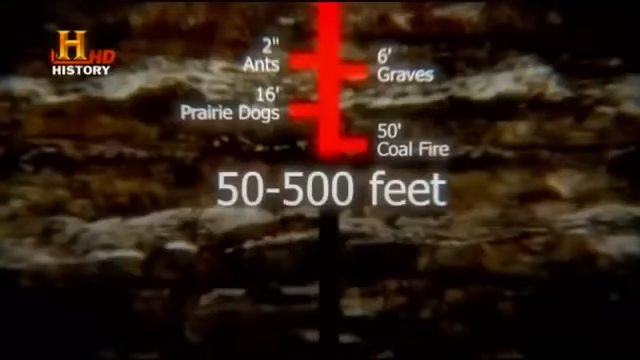 H HD
HISTORY
2"
Ants
6'
Graves
16'
Prairie Dogs
50'
Coal Fire
50-500 feet